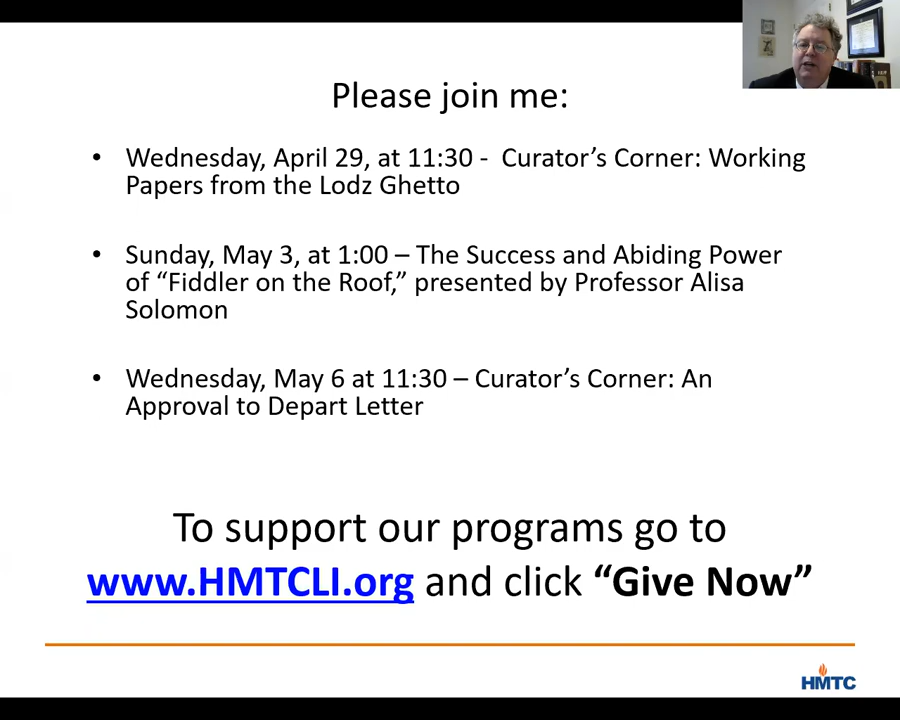 Please join me:
• Wednesday, April 29, at 11:30 -  Curator’s Corner: Working
Papers from the Lodz Ghetto
• Sunday, May 3, at 1:00 – The Success and Abiding Power
of “Fiddler on the Roof,” presented by Professor Alisa
Solomon
• Wednesday, May 6 at 11:30 – Curator’s Corner: An
Approval to Depart Letter
To support our programs go to
www.HMTCLI.org and click “Give Now”
HMTC